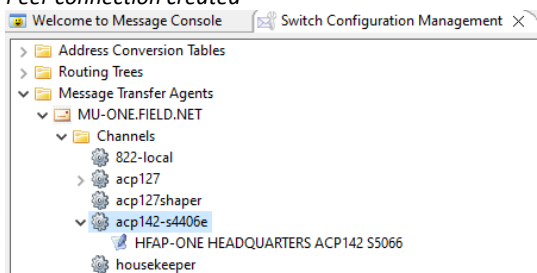 Peer connection created
Welcome to Message Console Switch Configuration Management
Address Conversion Tables
Routing Trees
Message Transfer Agents
MU-ONE.FIELD.NET
Channels
822-local
acp127
acp127shaper
acp142-s4406e
HFAP-ONE HEADQUARTERS ACP142 S5066
housekeeper